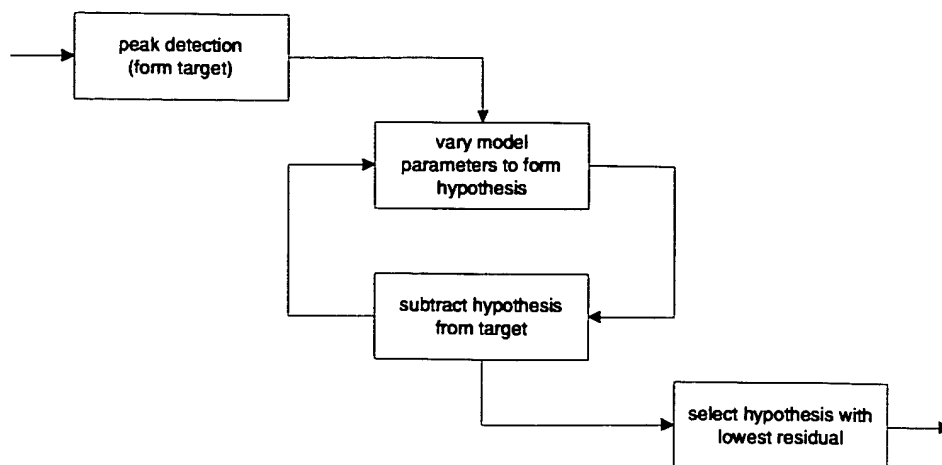 peak detection
(form target)
vary model
parameters to form
hypothesis
subtract hypothesis
from target
select hypothesis with
lowest residual